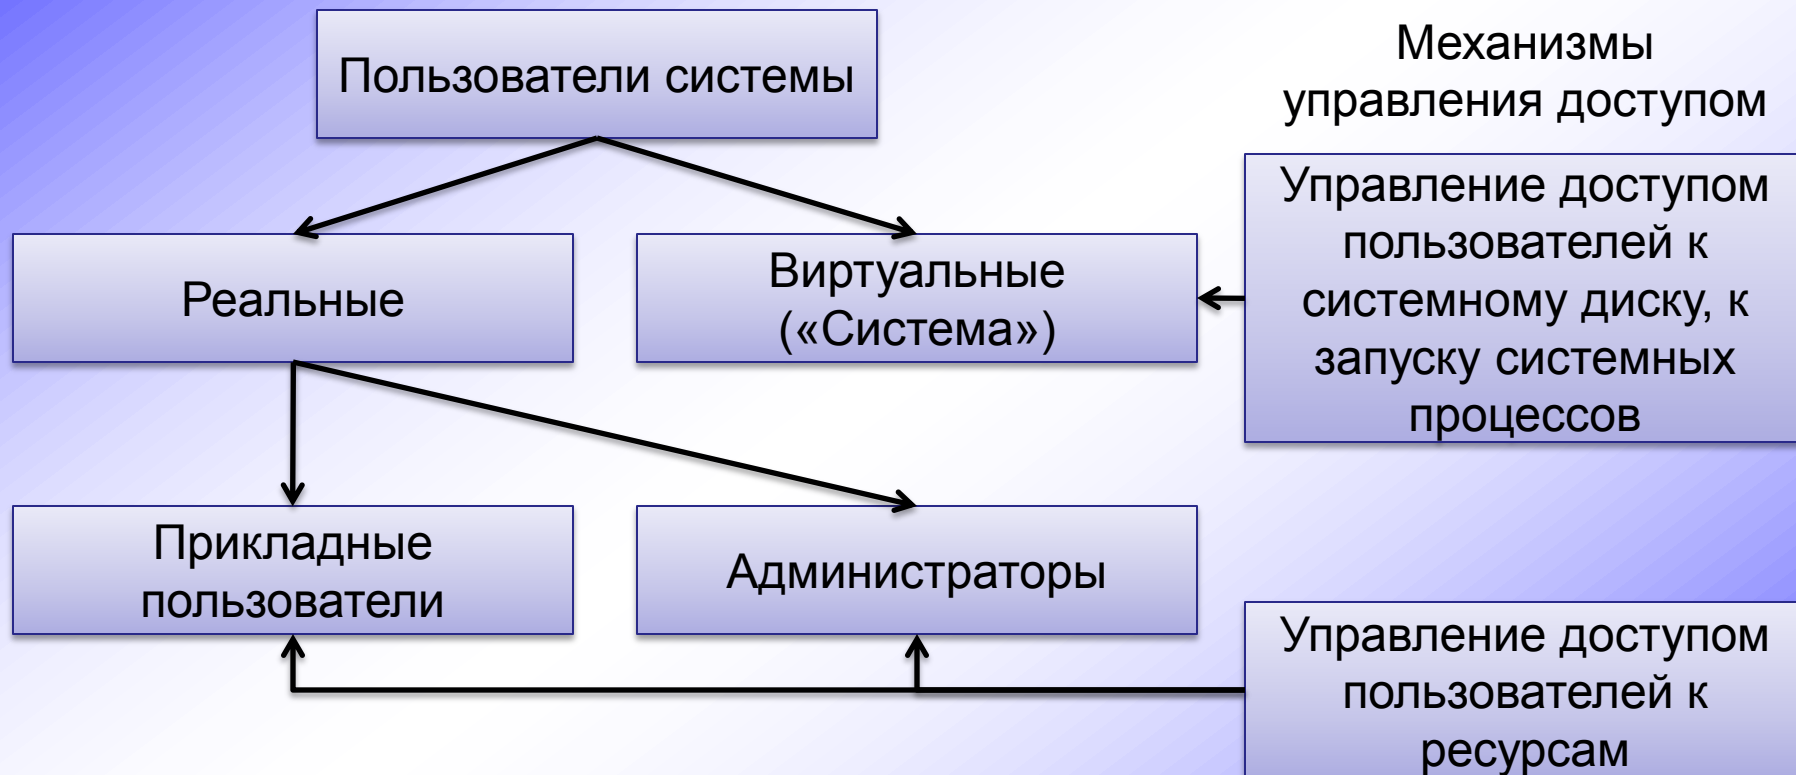 Пользователи системы
Механизмы
управления доступом
Реальные
Виртуальные
(«Система»)
Управление доступом
пользователей к
системному диску, к
запуску системных
процессов
Прикладные
пользователи
Администраторы
Управление доступом
пользователей к
ресурсам